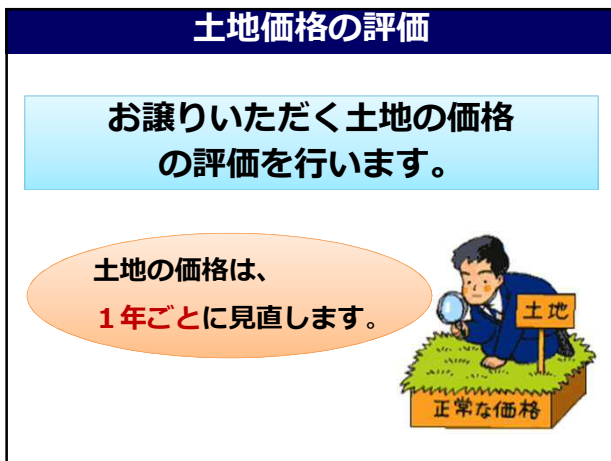 土地価格の評価
お譲りいただく土地の価格
の評価を行います。
土地の価格は、
１年ごとに見直します。
土地
正常な価格